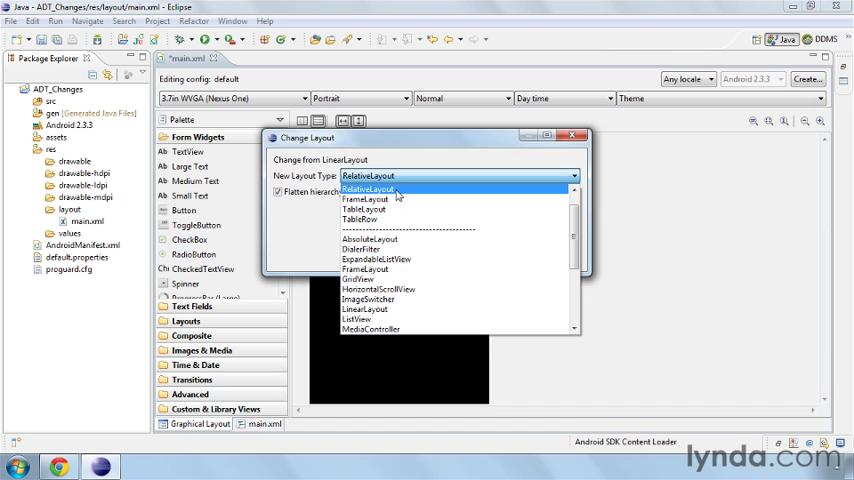 Java - ADT_Changes/res/layout/main.xml - Eclipse
File Edit Run Navigate Search Project Refactor Window Help
Java DDMS
Package Explorer
*main.xml
ADT_Changes
src
gen [Generated Java Files]
Android 2.3.3
assets
res
drawable
drawable-hdpi
drawable-ldpi
drawable-mdpi
layout
main.xml
values
AndroidManifest.xml
default.properties
proguard.cfg
Editing config: default
Any locale Android 2.3.3 Create...
3.7in WVGA (Nexus One) Portrait Normal Day time Theme
Palette
Form Widgets
TextView
Large Text
Medium Text
Small Text
Button
ToggleButton
CheckBox
RadioButton
CheckedTextView
Spinner
ProgressBar (Large)
Text Fields
Layouts
Composite
Images & Media
Time & Date
Transitions
Advanced
Custom & Library Views
Graphical Layout main.xml
Change Layout
Change from LinearLayout
New Layout Type: RelativeLayout
Flatten hierarchy
RelativeLayout
FrameLayout
TableLayout
TableRow
----------------------------------------
AbsoluteLayout
DialerFilter
ExpandableListView
FrameLayout
GridView
HorizontalScrollView
ImageSwitcher
LinearLayout
ListView
MediaController
Android SDK Content Loader
lynda.com